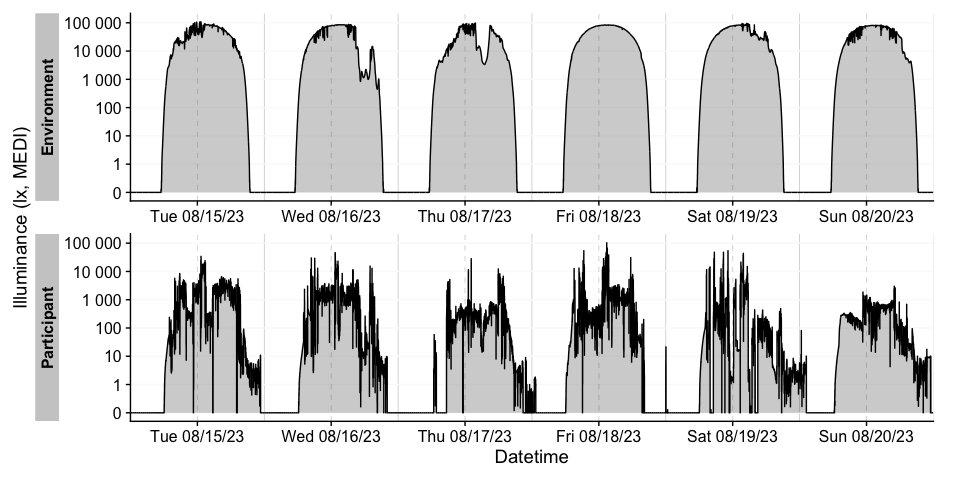 Illuminance (lx, MEDI)
Environment
100 000
10 000
1 000
100
10
1
0
Tue 08/15/23 Wed 08/16/23 Thu 08/17/23 Fri 08/18/23 Sat 08/19/23 Sun 08/20/23
Participant
100 000
10 000
1 000
100
10
1
0
Tue 08/15/23 Wed 08/16/23 Thu 08/17/23 Fri 08/18/23 Sat 08/19/23 Sun 08/20/23
Datetime